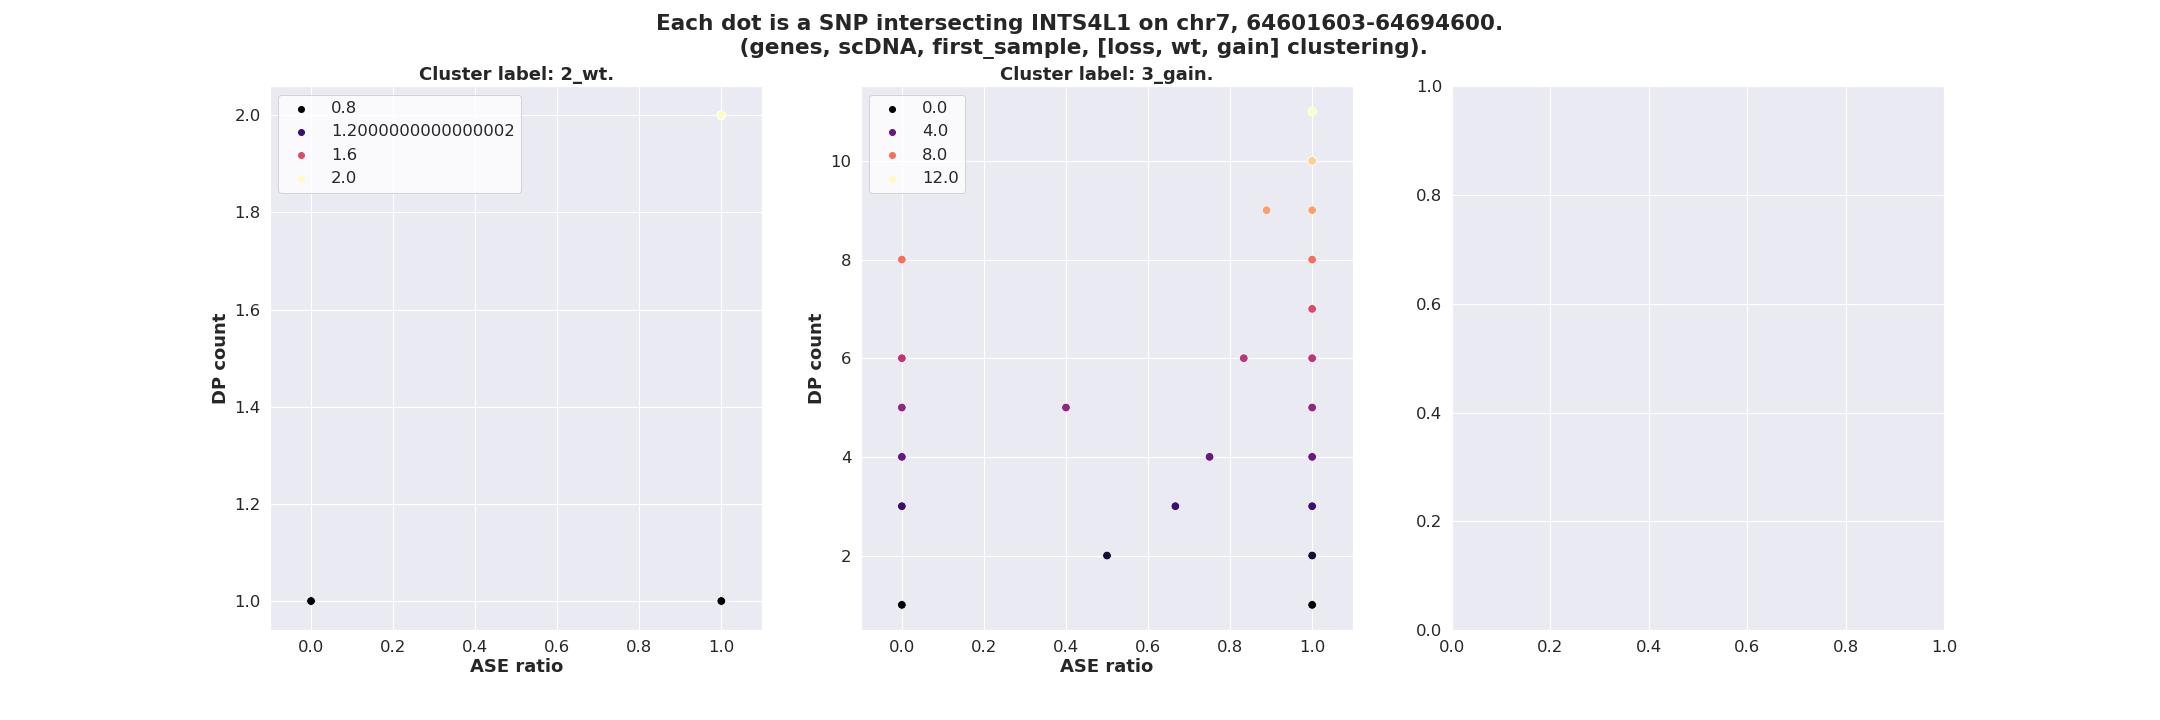 Each dot is a SNP intersecting INTS4L1 on chr7, 64601603-64694600.
(genes, scDNA, first_sample, [loss, wt, gain] clustering).
Cluster label: 2_wt.
0.8
1.2000000000000002
1.6
2.0
2.0
1.8
1.6
1.4
1.2
1.0
DP count
0.0 0.2 0.4 0.6 0.8 1.0
ASE ratio
Cluster label: 3_gain.
0.0
4.0
8.0
12.0
10
8
6
4
2
DP count
0.0 0.2 0.4 0.6 0.8 1.0
ASE ratio
1.0
0.8
0.6
0.4
0.2
0.0
0.0 0.2 0.4 0.6 0.8 1.0